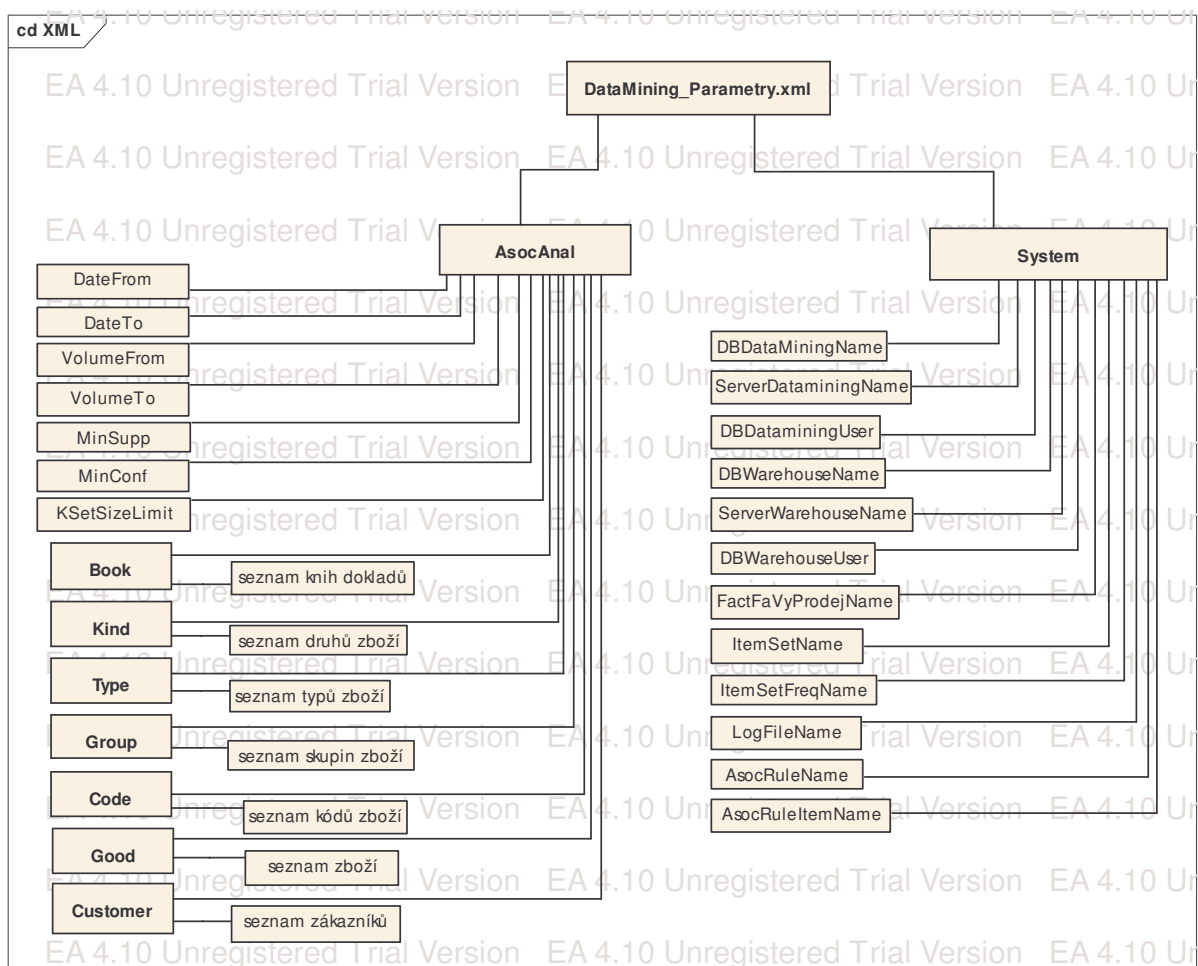 cd XML
EA 4.10 Unregistered Trial Version
DataMining_Parametry.xml
AsocAnal
System
DateFrom
DateTo
VolumeFrom
VolumeTo
MinSupp
MinConf
KSetSizeLimit
Book
seznam knih dokladů
Kind
seznam druhů zboží
Type
seznam typů zboží
Group
seznam skupin zboží
Code
seznam kódů zboží
Good
seznam zboží
Customer
seznam zákazníků
DBDataMiningName
ServerDataminingName
DBDataminingUser
DBWarehouseName
ServerWarehouseName
DBWarehouseUser
FactFaVyProdejName
ItemSetName
ItemSetFreqName
LogFileName
AsocRuleName
AsocRuleItemName